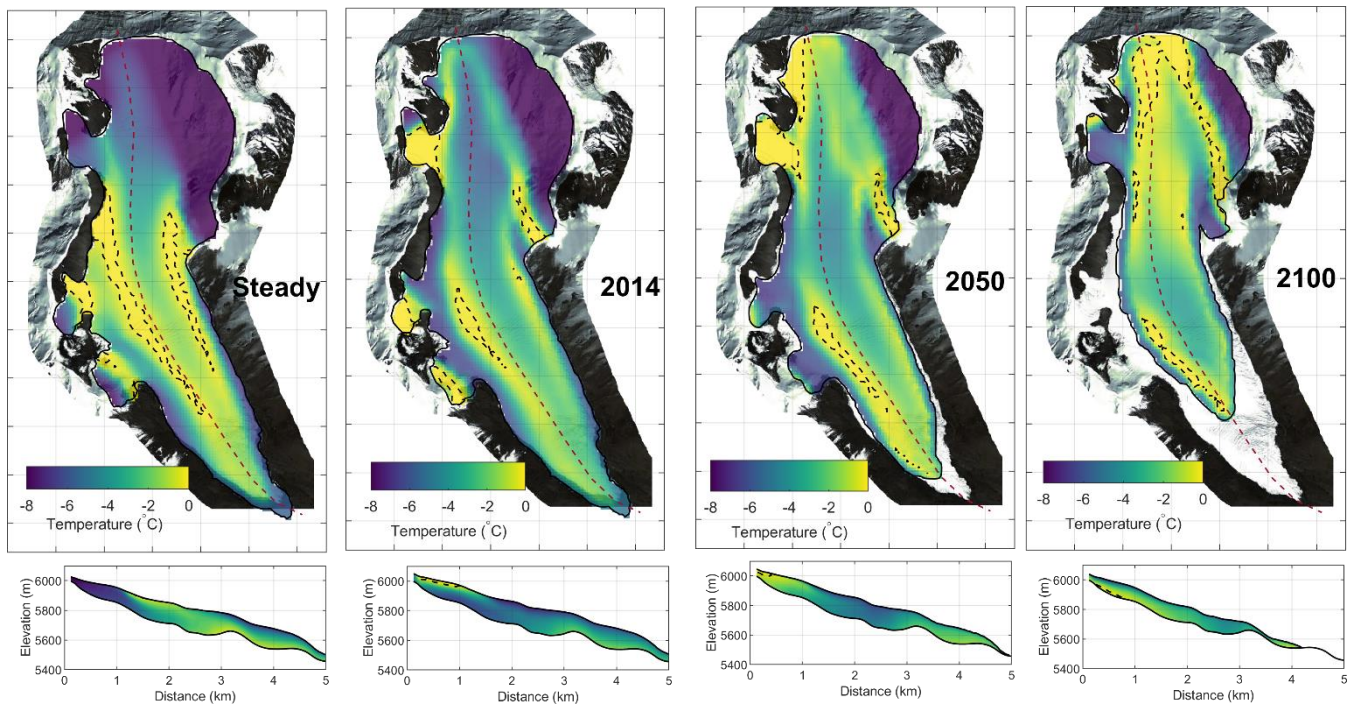 Steady
2014
2050
2100
-8 -6 -4 -2 0
Temperature (°C)
-8 -6 -4 -2 0
Temperature (°C)
-8 -6 -4 -2 0
Temperature (°C)
-8 -6 -4 -2 0
Temperature (°C)
Elevation (m)
6000
5800
5600
5400
0 1 2 3 4 5
Distance (km)
Elevation (m)
6000
5800
5600
5400
0 1 2 3 4 5
Distance (km)
Elevation (m)
6000
5800
5600
5400
0 1 2 3 4 5
Distance (km)
Elevation (m)
6000
5800
5600
5400
0 1 2 3 4 5
Distance (km)